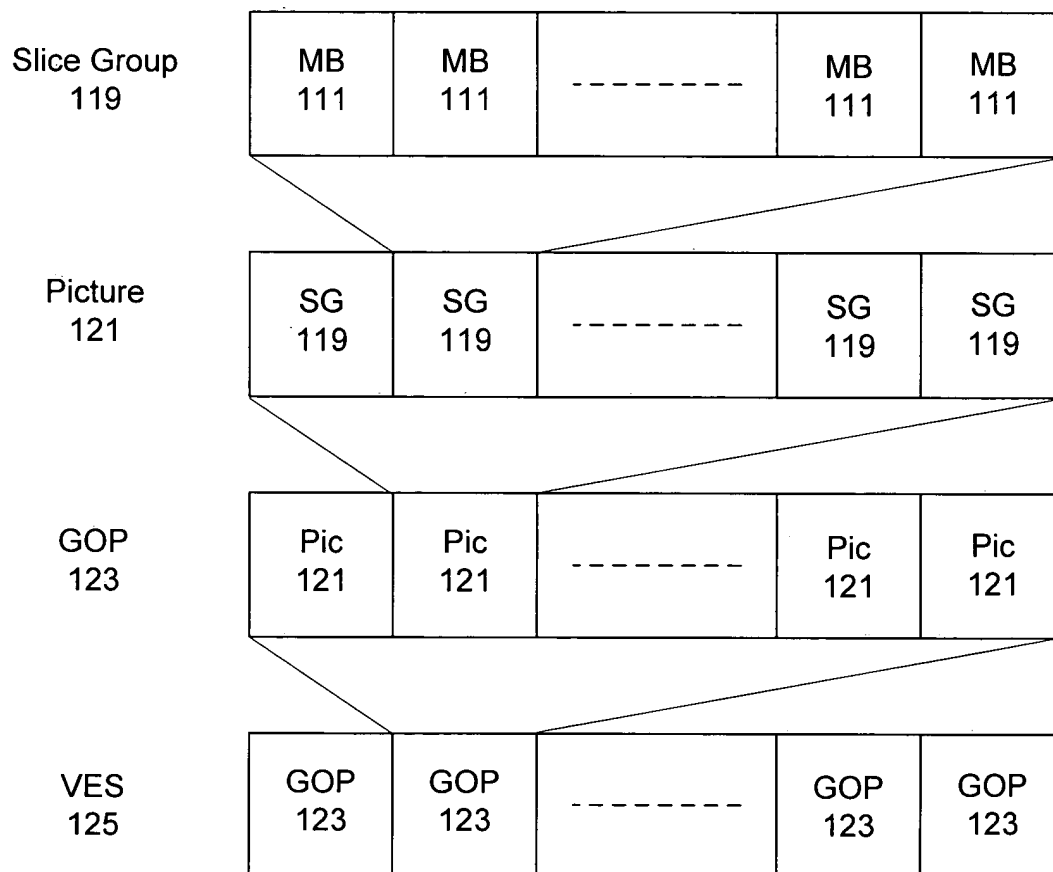 Slice Group
119
MB
111
MB
111
MB
111
MB
111
Picture
121
SG
119
SG
119
SG
119
SG
119
GOP
123
Pic
121
Pic
121
Pic
121
Pic
121
VES
125
GOP
123
GOP
123
GOP
123
GOP
123